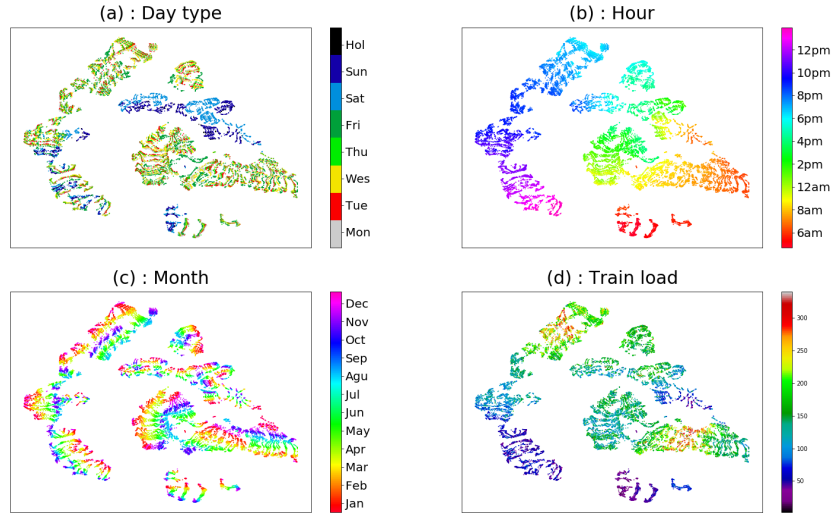 (a) : Day type
Hol
Sun
Sat
Fri
Thu
Wes
Tue
Mon
(b) : Hour
12pm
10pm
8pm
6pm
4pm
2pm
12am
8am
6am
(c) : Month
Dec
Nov
Oct
Sep
Agu
Jul
Jun
May
Apr
Mar
Feb
Jan
(d) : Train load
300
250
200
150
100
50